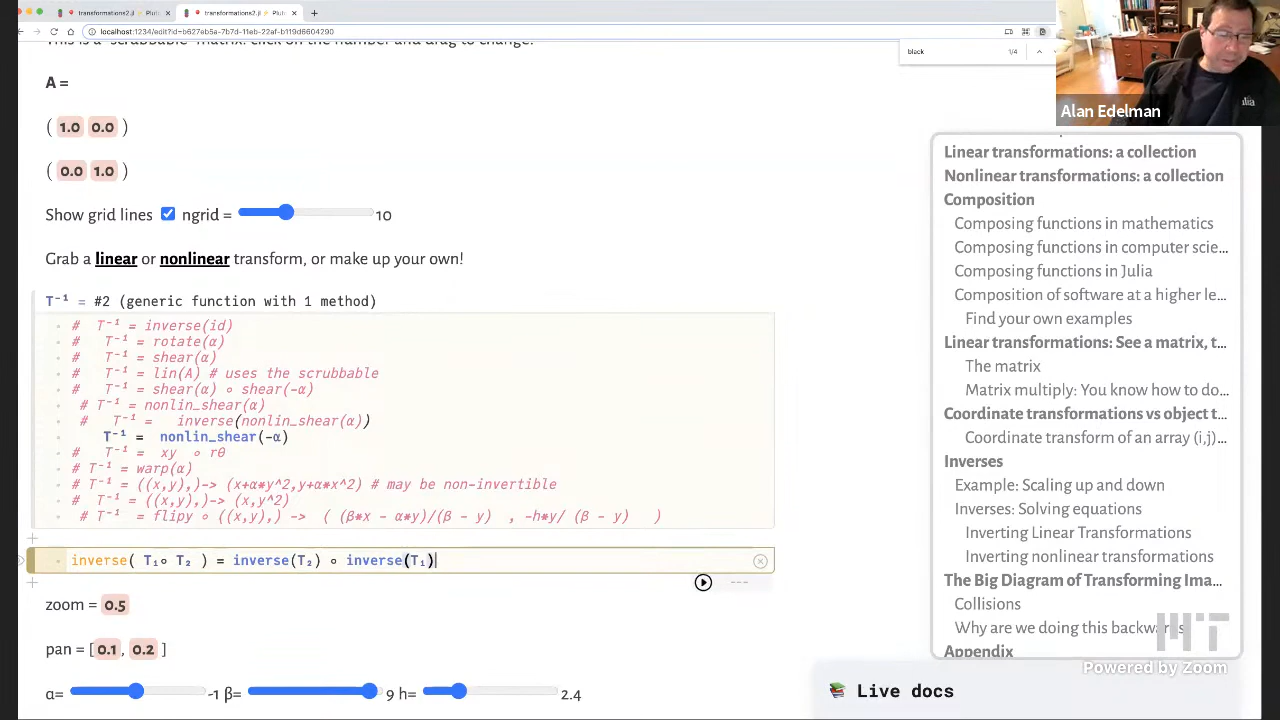 transformations2.jl ⚡ Pluto
transformations2.jl ⚡ Plut
localhost:1234/edit?id=b627eb5a-7b7d-11eb-22af-b119d6604290
black 1/4
This is a "scrubbable" matrix: click on the number and drag to change!
A =
( 1.0 0.0 )
( 0.0 1.0 )
Show grid lines ngrid = 10
Grab a linear or nonlinear transform, or make up your own!
T⁻¹ = #2 (generic function with 1 method)
# T⁻¹ = inverse(id)
# T⁻¹ = rotate(α)
# T⁻¹ = shear(α)
# T⁻¹ = lin(A) # uses the scrubbable
# T⁻¹ = shear(α) ∘ shear(-α)
# T⁻¹ = nonlin_shear(α)
# T⁻¹ = inverse(nonlin_shear(α))
T⁻¹ = nonlin_shear(-α)
# T⁻¹ = xy ∘ rθ
# T⁻¹ = warp(α)
# T⁻¹ = ((x,y),)-> (x+α*y^2,y+α*x^2) # may be non-invertible
# T⁻¹ = ((x,y),)-> (x,y^2)
# T⁻¹ = flipy ∘ ((x,y),) -> ( (β*x - α*y)/(β - y) , -h*y/ (β - y) )
inverse( T₁∘ T₂ ) = inverse(T₂) ∘ inverse(T₁)
---
zoom = 0.5
pan = [ 0.1 , 0.2 ]
α= -1 β= 9 h= 2.4
Alan Edelman
Linear transformations: a collection
Nonlinear transformations: a collection
Composition
Composing functions in mathematics
Composing functions in computer scie...
Composing functions in Julia
Composition of software at a higher le...
Find your own examples
Linear transformations: See a matrix, t...
The matrix
Matrix multiply: You know how to do...
Coordinate transformations vs object t...
Coordinate transform of an array (i,j)...
Inverses
Example: Scaling up and down
Inverses: Solving equations
Inverting Linear Transformations
Inverting nonlinear transformations
The Big Diagram of Transforming Ima...
Collisions
Why are we doing this backwards
Appendix
Powered by Zoom
Live docs